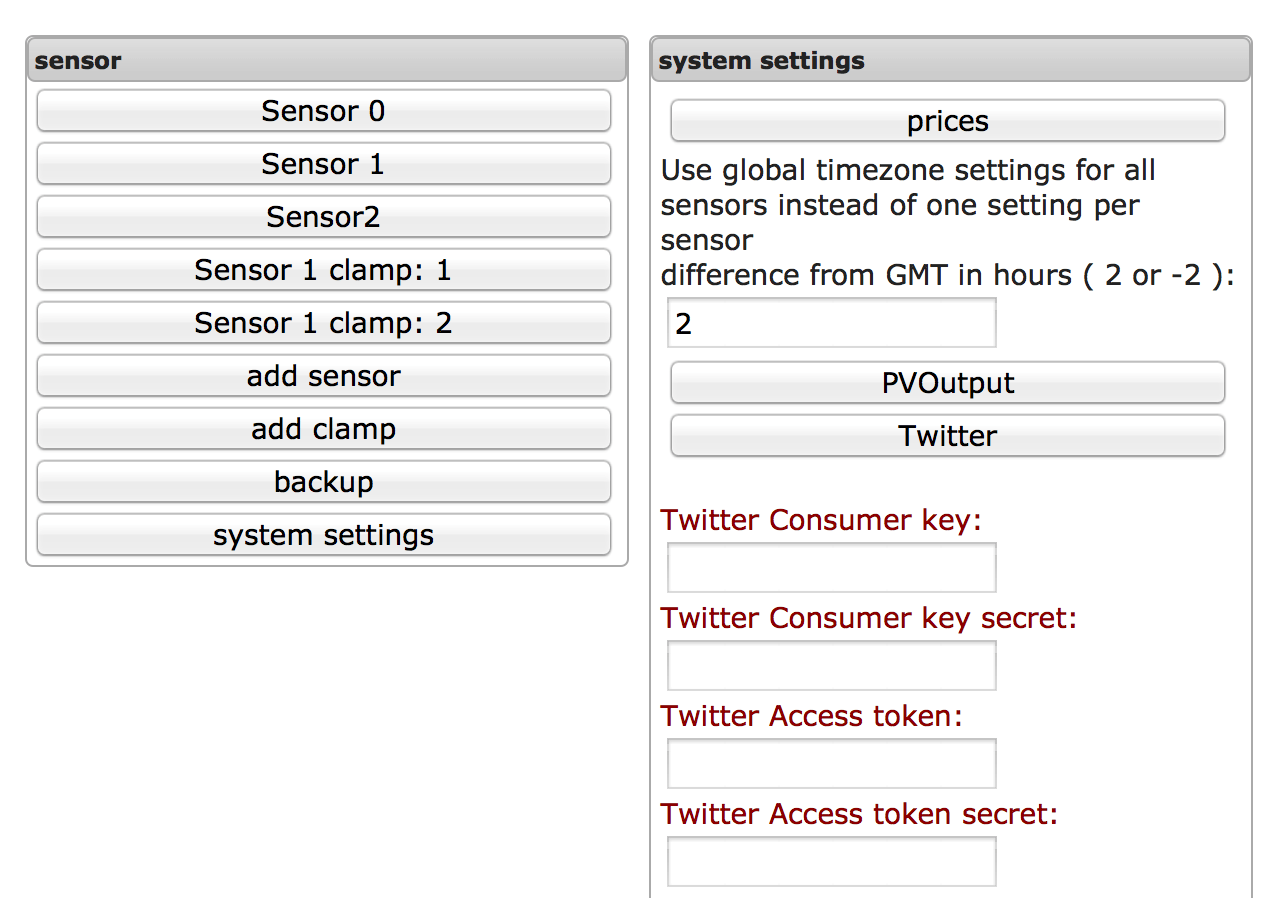 sensor
Sensor 0
Sensor 1
Sensor2
Sensor 1 clamp: 1
Sensor 1 clamp: 2
add sensor
add clamp
backup
system settings
system settings
prices
Use global timezone settings for all
sensors instead of one setting per
sensor
difference from GMT in hours ( 2 or -2 ):
2
PVOutput
Twitter
Twitter Consumer key:
Twitter Consumer key secret:
Twitter Access token:
Twitter Access token secret: